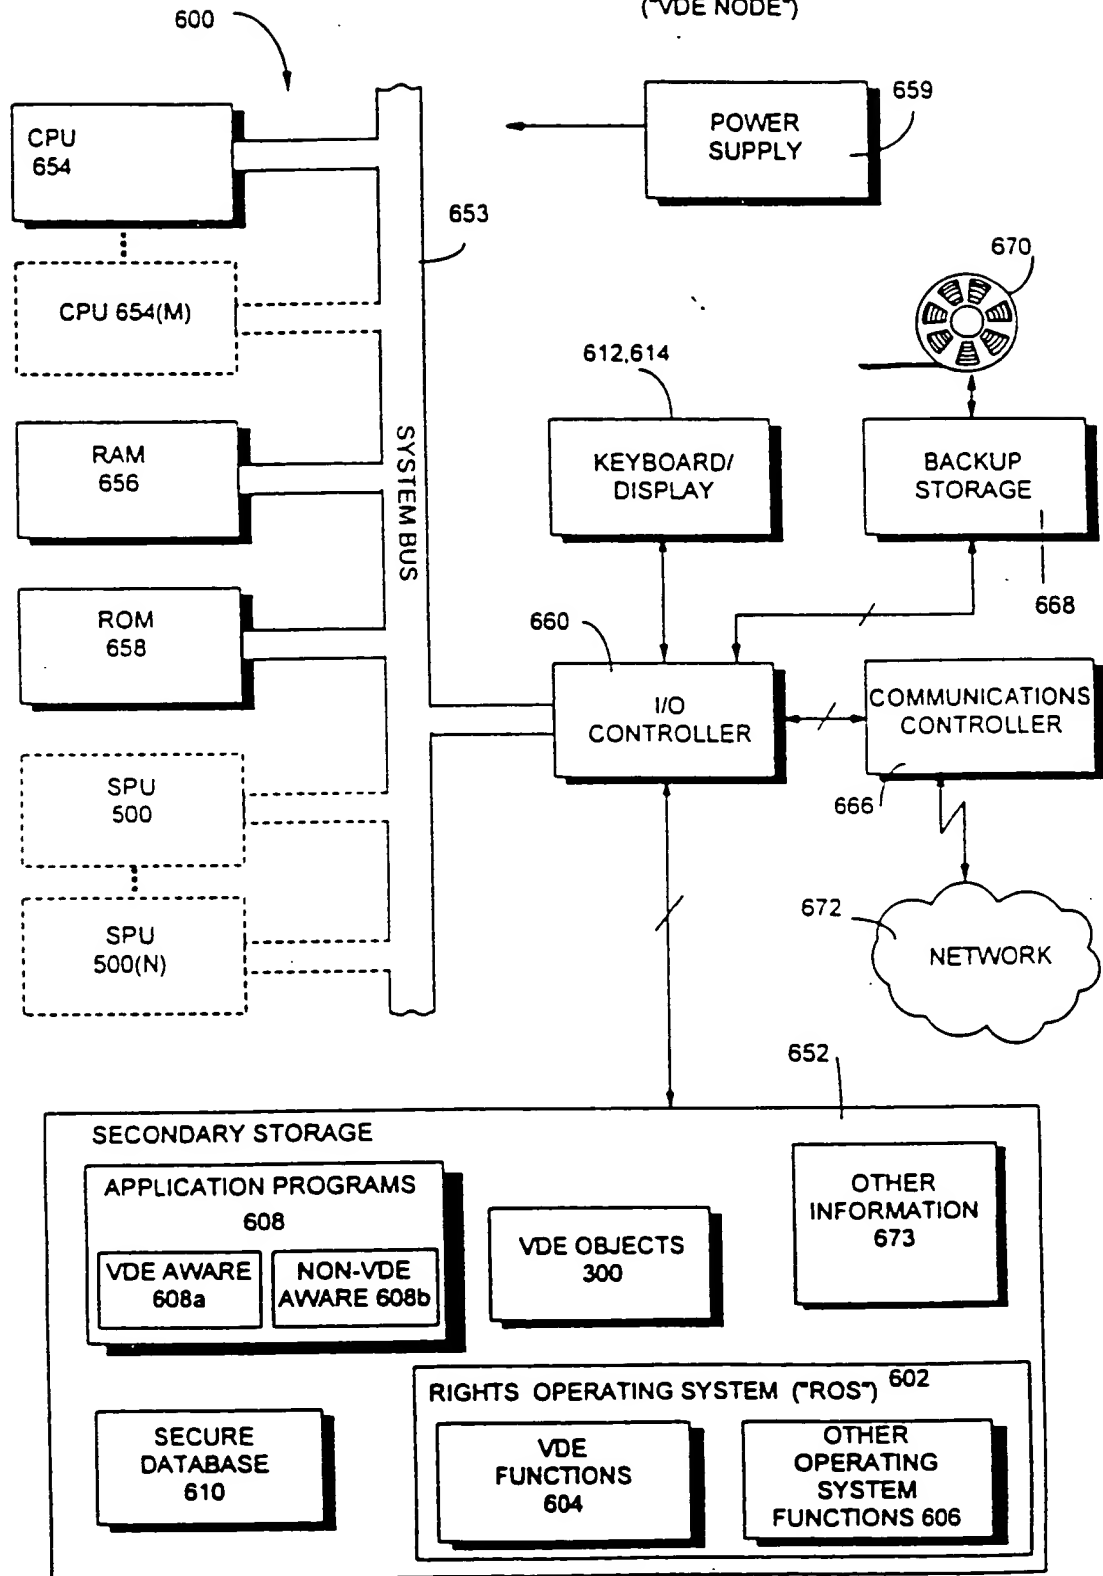 ("VDE NODE")
600
CPU
654
POWER
SUPPLY
659
653
CPU 654(M)
670
612,614
RAM
656
SYSTEM BUS
KEYBOARD/
DISPLAY
BACKUP
STORAGE
668
ROM
658
660
I/O
CONTROLLER
COMMUNICATIONS
CONTROLLER
666
SPU
500
SPU
500(N)
672
NETWORK
652
SECONDARY STORAGE
APPLICATION PROGRAMS
608
VDE AWARE
608a
NON-VDE
AWARE 608b
VDE OBJECTS
300
OTHER
INFORMATION
673
SECURE
DATABASE
610
RIGHTS OPERATING SYSTEM ("ROS") 602
VDE
FUNCTIONS
604
OTHER
OPERATING
SYSTEM
FUNCTIONS 606